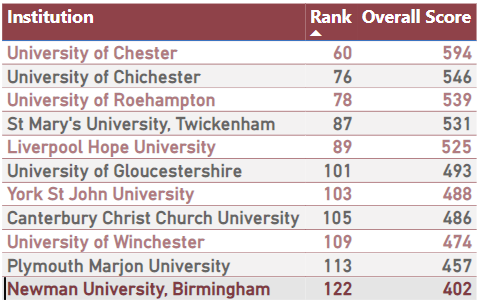 Institution Rank Overall Score
University of Chester 60 594
University of Chichester 76 546
University of Roehampton 78 539
St Mary's University, Twickenham 87 531
Liverpool Hope University 89 525
University of Gloucestershire 101 493
York St John University 103 488
Canterbury Christ Church University 105 486
University of Winchester 109 474
Plymouth Marjon University 113 457
Newman University, Birmingham 122 402